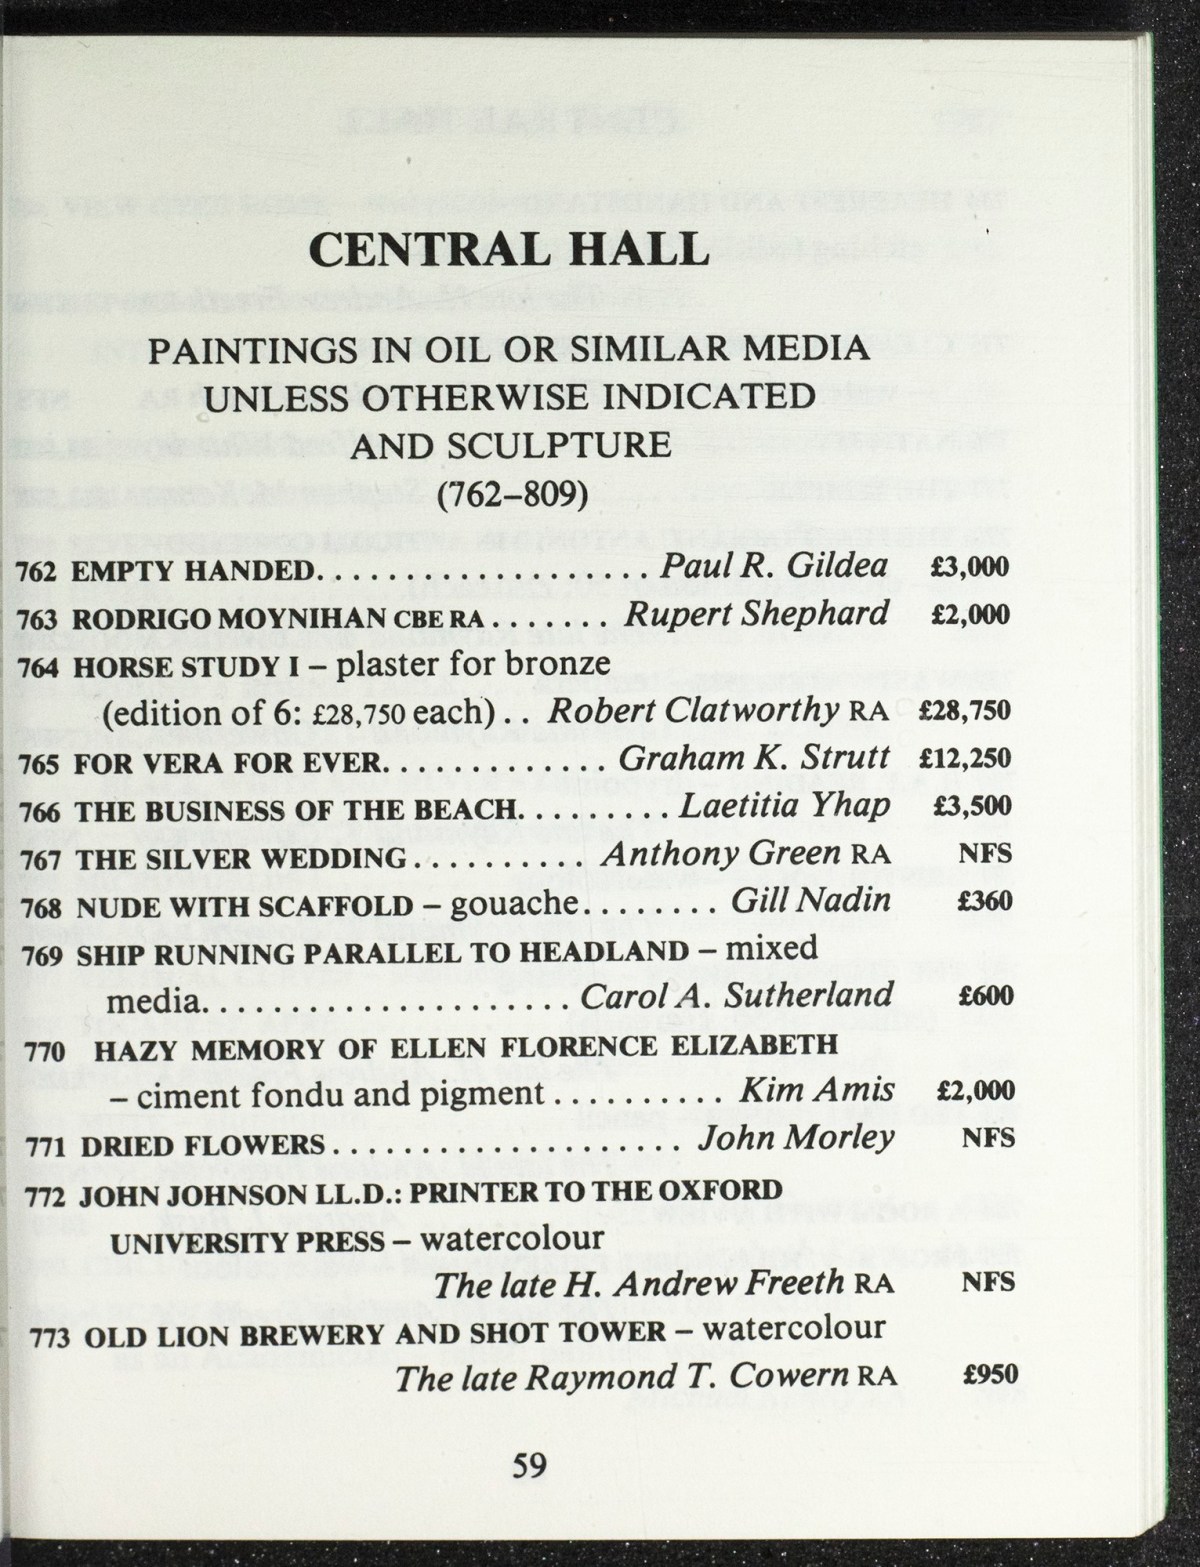 CENTRAL HALL
PAINTINGS IN OIL OR SIMILAR MEDIA
UNLESS OTHERWISE INDICATED
AND SCULPTURE
(762–809)
762 EMPTY HANDED................... Paul R. Gildea £3,000
763 RODRIGO MOYNIHAN CBE RA....... Rupert Shephard £2,000
764 HORSE STUDY I – plaster for bronze
(edition of 6: £28,750 each).. Robert Clatworthy RA £28,750
765 FOR VERA FOR EVER............. Graham K. Strutt £12,250
766 THE BUSINESS OF THE BEACH......... Laetitia Yhap £3,500
767 THE SILVER WEDDING.......... Anthony Green RA NFS
768 NUDE WITH SCAFFOLD – gouache........ Gill Nadin £360
769 SHIP RUNNING PARALLEL TO HEADLAND – mixed
media..................... Carol A. Sutherland £600
770 HAZY MEMORY OF ELLEN FLORENCE ELIZABETH
– ciment fondu and pigment.......... Kim Amis £2,000
771 DRIED FLOWERS.................... John Morley NFS
772 JOHN JOHNSON LL.D.: PRINTER TO THE OXFORD
UNIVERSITY PRESS – watercolour
The late H. Andrew Freeth RA NFS
773 OLD LION BREWERY AND SHOT TOWER – watercolour
The late Raymond T. Cowern RA £950
59